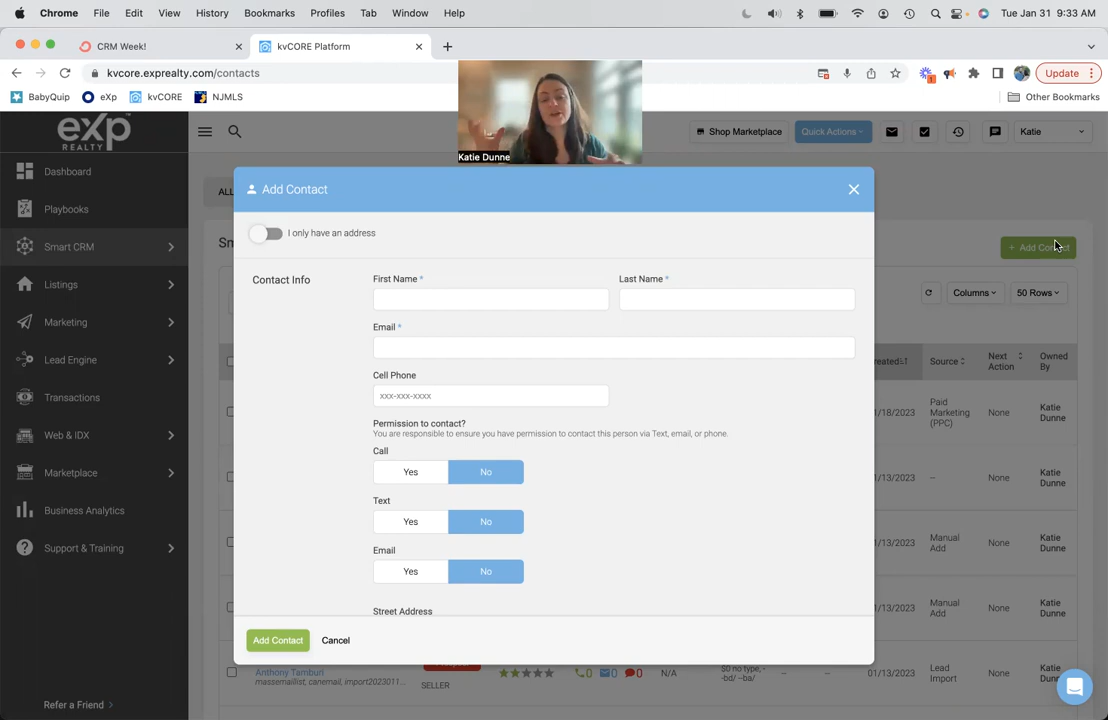 Chrome File Edit View History Bookmarks Profiles Tab Window Help Tue Jan 31 9:33 AM
CRM Week!
kvCORE Platform
kvcore.exprealty.com/contacts
Update
BabyQuip
eXp
kvCORE
NJMLS
Other Bookmarks
Katie Dunne
exp
REALTY
Shop Marketplace
Quick Actions
Katie
Dashboard
Playbooks
Smart CRM
Listings
Marketing
Lead Engine
Transactions
Web & IDX
Marketplace
Business Analytics
Support & Training
Refer a Friend
ALL
Add Contact
I only have an address
Contact Info
First Name *
Last Name *
Email *
Cell Phone
xxx-xxx-xxxx
Permission to contact?
You are responsible to ensure you have permission to contact this person via Text, email, or phone.
Call
Yes No
Text
Yes No
Email
Yes No
Street Address
Add Contact Cancel
+ Add Contact
Columns
50 Rows
Source
Next Action
Owned By
1/18/2023 Paid Marketing (PPC) None Katie Dunne
1/13/2023 -- None Katie Dunne
1/13/2023 Manual Add None Katie Dunne
1/13/2023 Manual Add None Katie Dunne
Anthony Tamburi
massemaillist, canemail, import2023011...
SELLER
0 0 0
N/A
$0 no type, -
-bd/ --ba/
--
--
01/13/2023
Lead Import
None
Katie Dunne